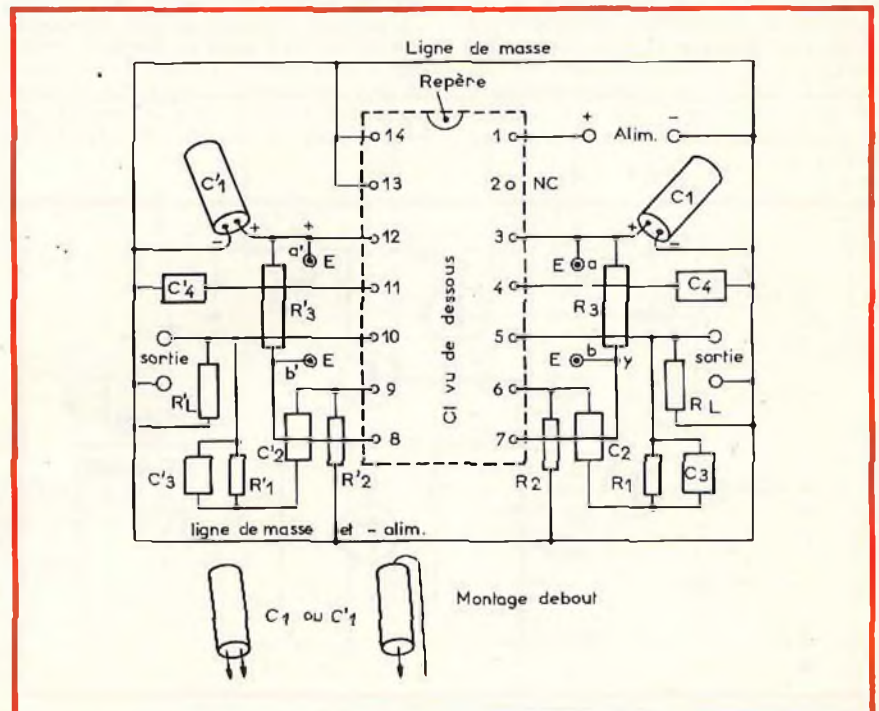 Ligne de masse
Repère
+ Alim. −
14
1
13
2 NC
C'1
C1
− + +
+ −
12
3
a' E
E a
C'4
11
4
C4
R'3
R3
10
5
sortie
sortie
b' E
E b y
CI vu de dessous
R'L
RL
9
6
8
7
C'2
R'2
C2
R2
C'3
R'1
R1
C3
ligne de masse et - alim.
C1 ou C'1
Montage debout